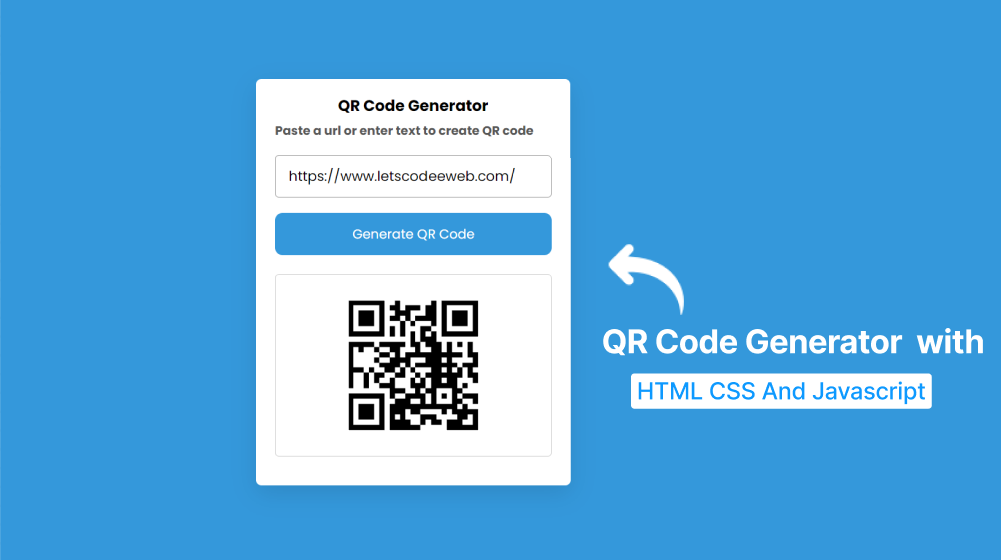 QR Code Generator
Paste a url or enter text to create QR code
https://www.letscodeeweb.com/
Generate QR Code
QR Code Generator with
HTML CSS And Javascript